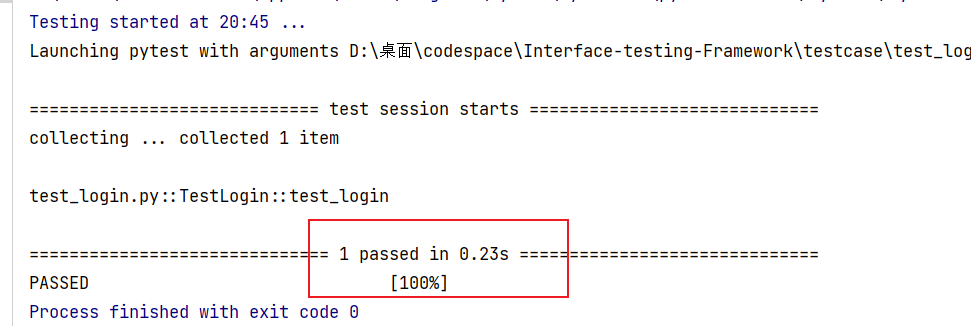 Testing started at 20:45 ...
Launching pytest with arguments D:\桌面\codespace\Interface-testing-Framework\testcase\test_log
============================= test session starts =============================
collecting ... collected 1 item
test_login.py::TestLogin::test_login
============================== 1 passed in 0.23s ==============================
PASSED [100%]
Process finished with exit code 0